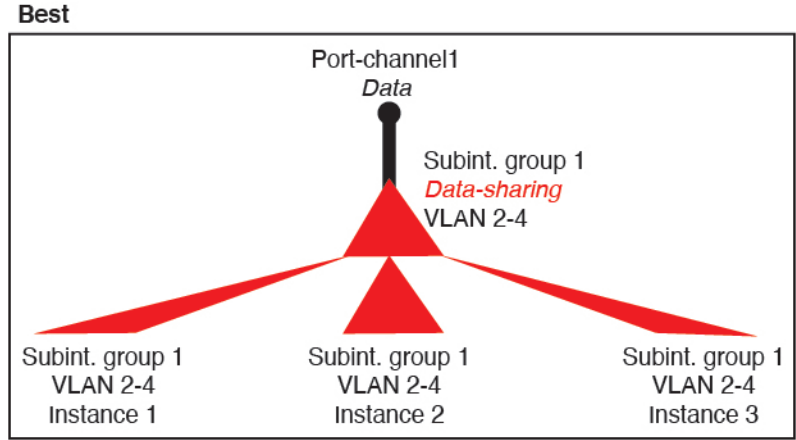 Best
Port-channel1
Data
Subint. group 1
Data-sharing
VLAN 2-4
Subint. group 1
VLAN 2-4
Instance 1
Subint. group 1
VLAN 2-4
Instance 2
Subint. group 1
VLAN 2-4
Instance 3